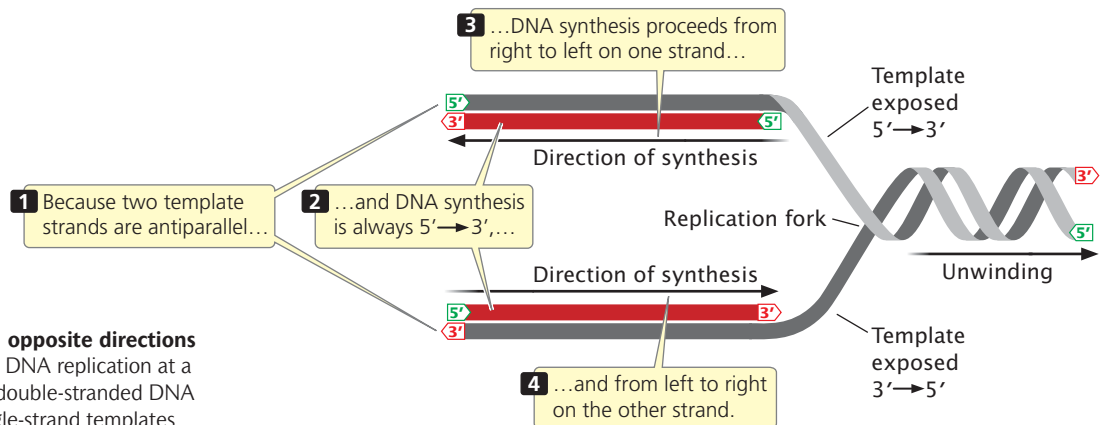 3 …DNA synthesis proceeds from
right to left on one strand…
Template
exposed
5′→3′
5′
3′
5′
Direction of synthesis
3′
1 Because two template
strands are antiparallel…
2 …and DNA synthesis
is always 5′→3′,…
Replication fork
5′
Unwinding
Direction of synthesis
5′
3′
3′
opposite directions
DNA replication at a
double-stranded DNA
gle-strand templates
Template
exposed
3′→5′
4 …and from left to right
on the other strand.